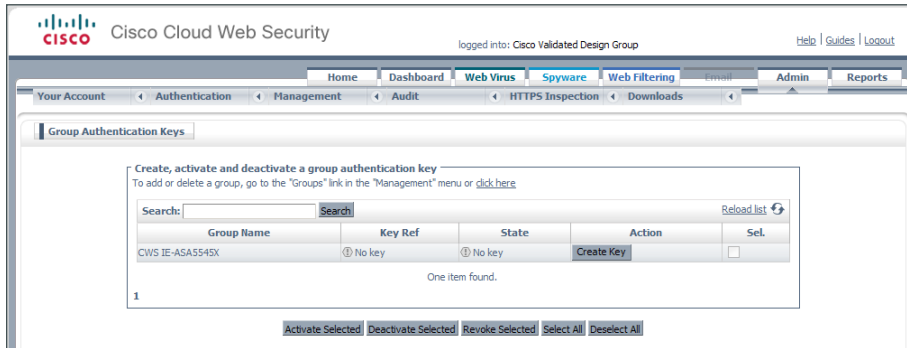 CISCO
Cisco Cloud Web Security
logged into: Cisco Validated Design Group
Help | Guides | Logout
Home Dashboard Web Virus Spyware Web Filtering Email Admin Reports
Your Account Authentication Management Audit HTTPS Inspection Downloads
Group Authentication Keys
Create, activate and deactivate a group authentication key
To add or delete a group, go to the "Groups" link in the "Management" menu or click here
Search: Search Reload list
Group Name Key Ref State Action Sel.
CWS IE-ASA5545X No key No key Create Key
One item found.
1
Activate Selected Deactivate Selected Revoke Selected Select All Deselect All